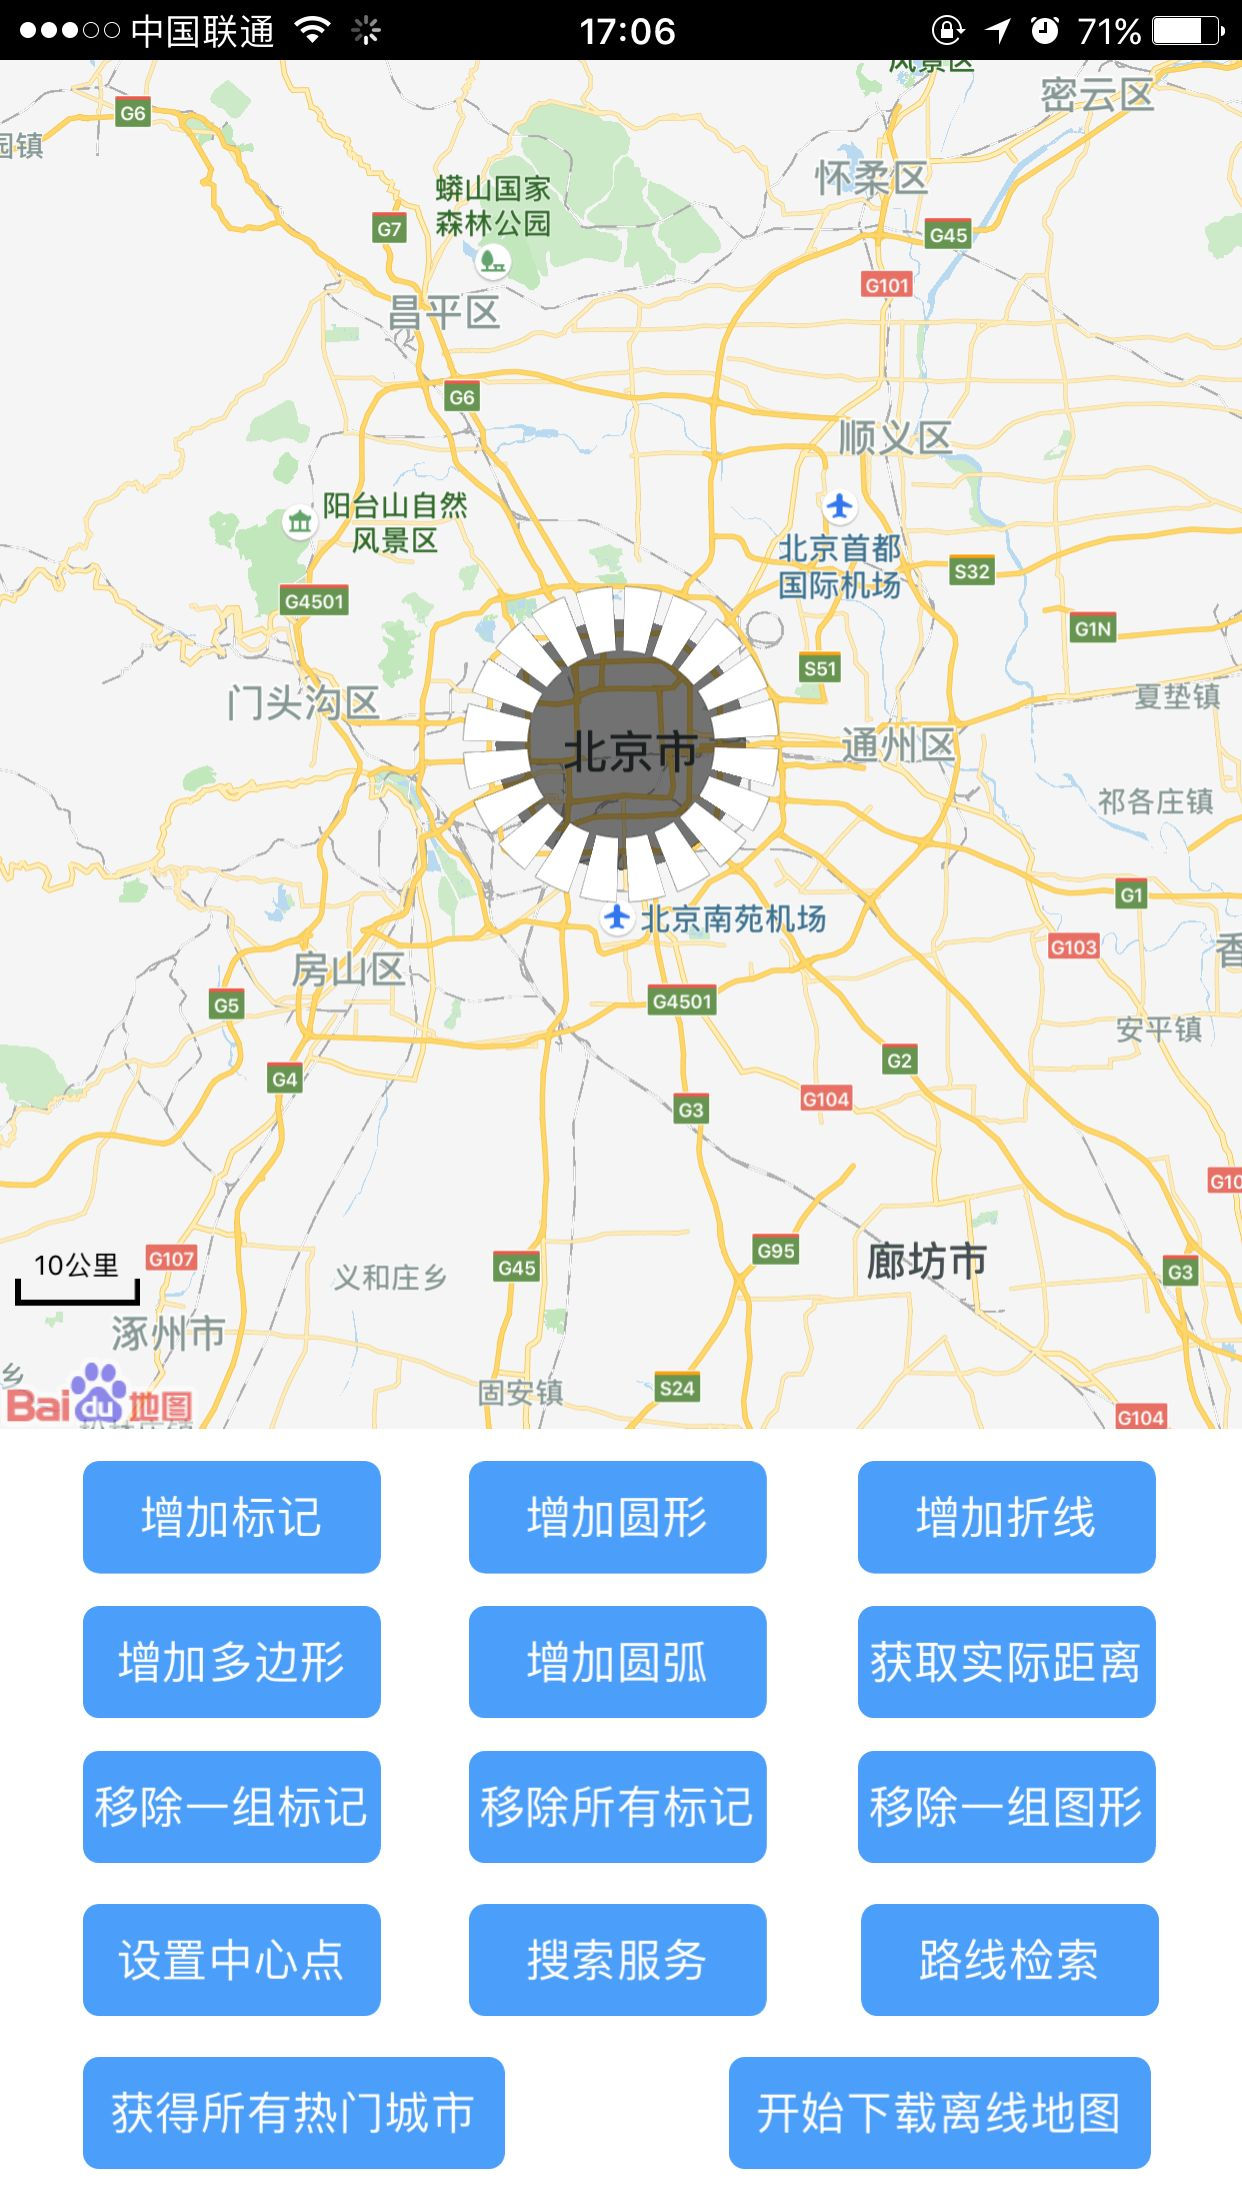 中国联通
17:06
71%
风景区
密云区
G6
园镇
怀柔区
蟒山国家
森林公园
G7
G45
G101
昌平区
G6
顺义区
阳台山自然
风景区
北京首都
国际机场
S32
G4501
G1N
S51
门头沟区
夏垫镇
北京市
通州区
祁各庄镇
G1
北京南苑机场
G103
香
房山区
G5
G4501
安平镇
G2
G4
G104
G3
G10
10公里
G107
义和庄乡
G45
G95
廊坊市
G3
涿州市
乡
固安镇
S24
Bai du 地图
G104
增加标记
增加圆形
增加折线
增加多边形
增加圆弧
获取实际距离
移除一组标记
移除所有标记
移除一组图形
设置中心点
搜索服务
路线检索
获得所有热门城市
开始下载离线地图